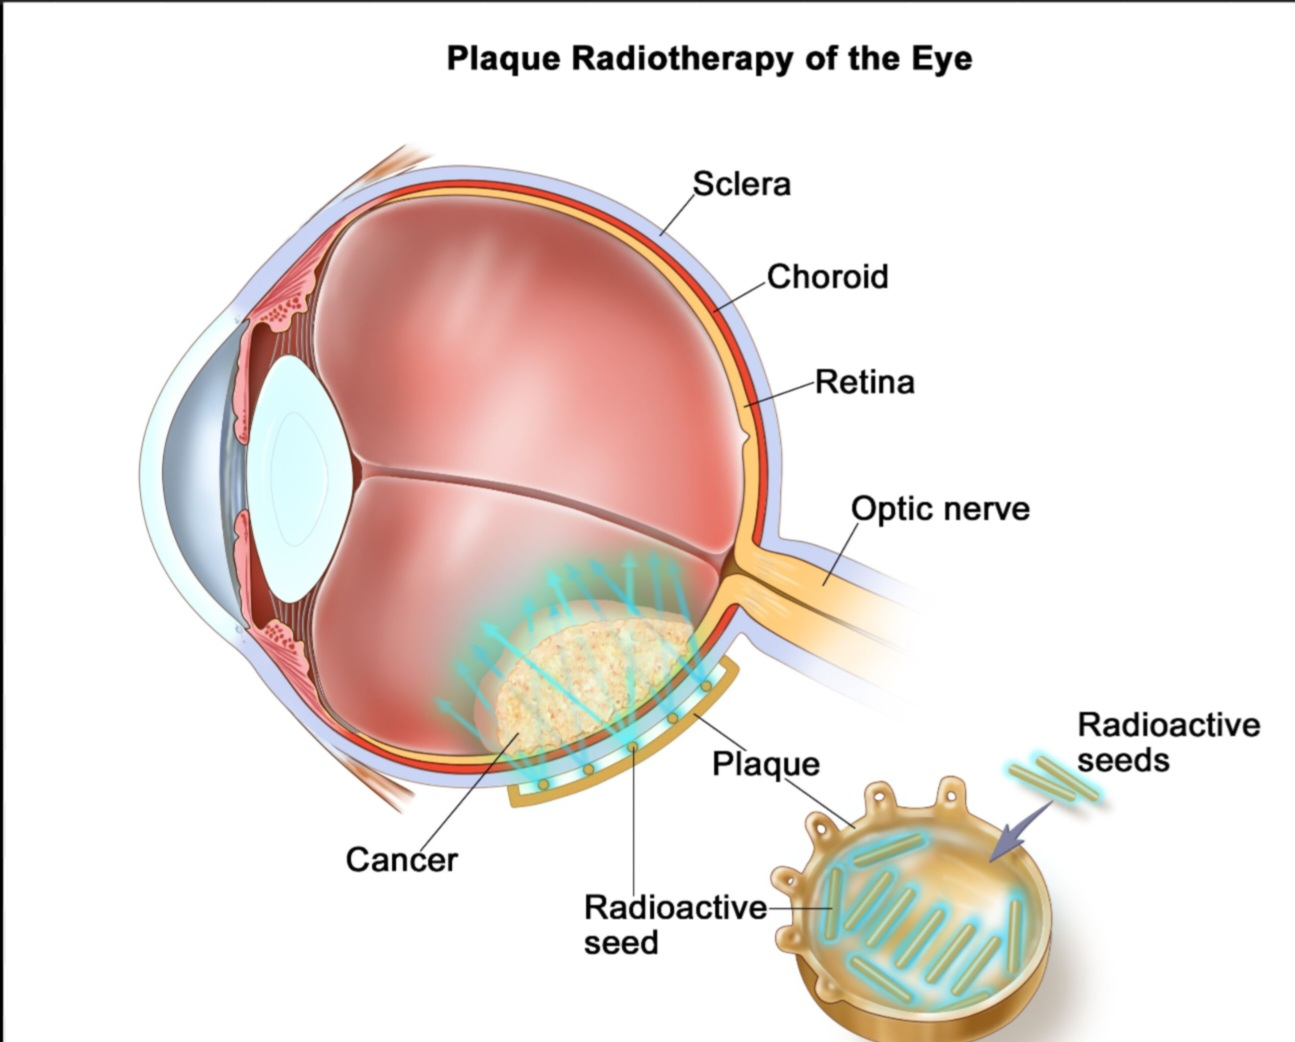 Plaque Radiotherapy of the Eye
Sclera
Choroid
Retina
Optic nerve
Radioactive
seeds
Plaque
Cancer
Radioactive
seed